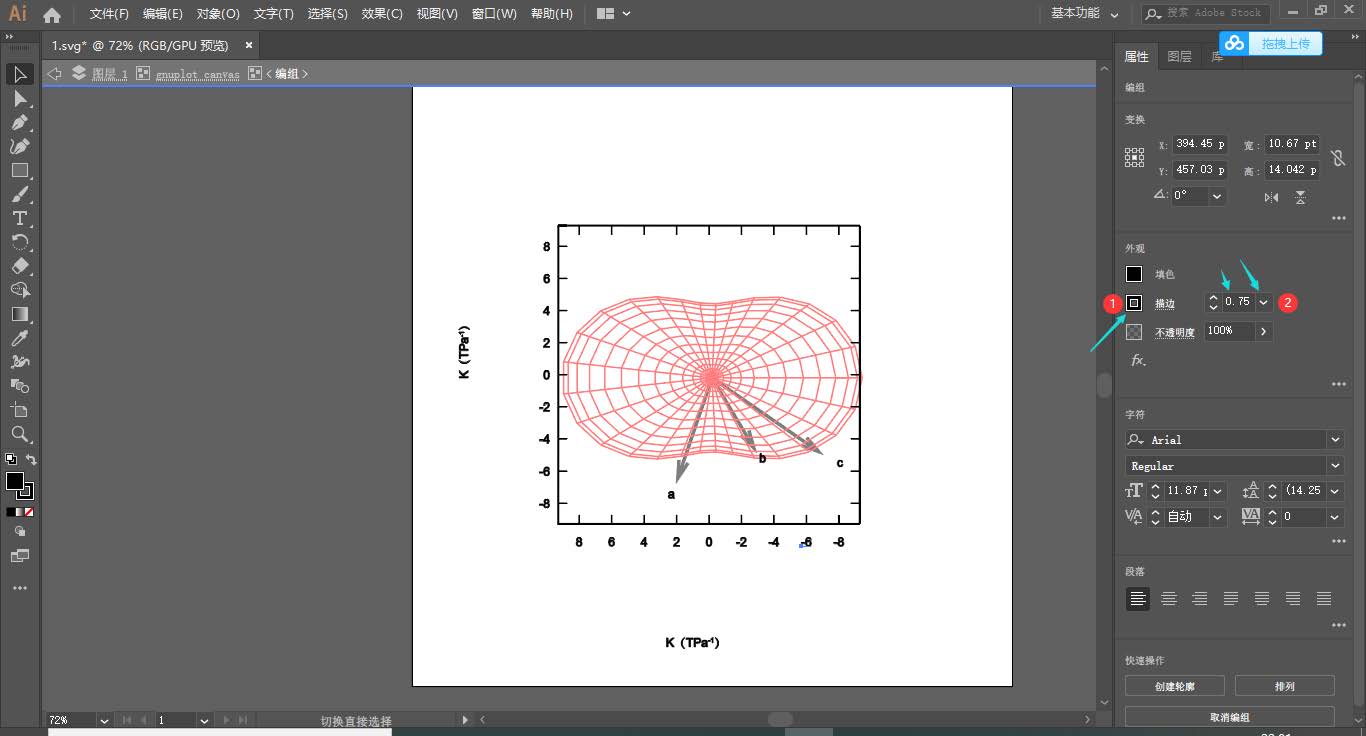 Ai 文件(F) 编辑(E) 对象(O) 文字(T) 选择(S) 效果(C) 视图(V) 窗口(W) 帮助(H) 基本功能 搜索 Adobe Stock
1.svg* @ 72% (RGB/GPU 预览) ×
拖拽上传
图层 1 gnuplot canvas <编组>
属性 图层 库
编组
变换
X: 394.45 p 宽: 10.67 pt
Y: 457.03 p 高: 14.042 p
0°
外观
填色
1 描边 0.75 2
不透明度 100%
fx.
字符
Arial
Regular
11.87 (14.25
自动 0
段落
快速操作
创建轮廓 排列
取消编组
8
6
4
2
0
-2
-4
-6
-8
K (TPa⁻¹)
a
b
c
8 6 4 2 0 -2 -4 -6 -8
K (TPa⁻¹)
72% 1 切换直接选择